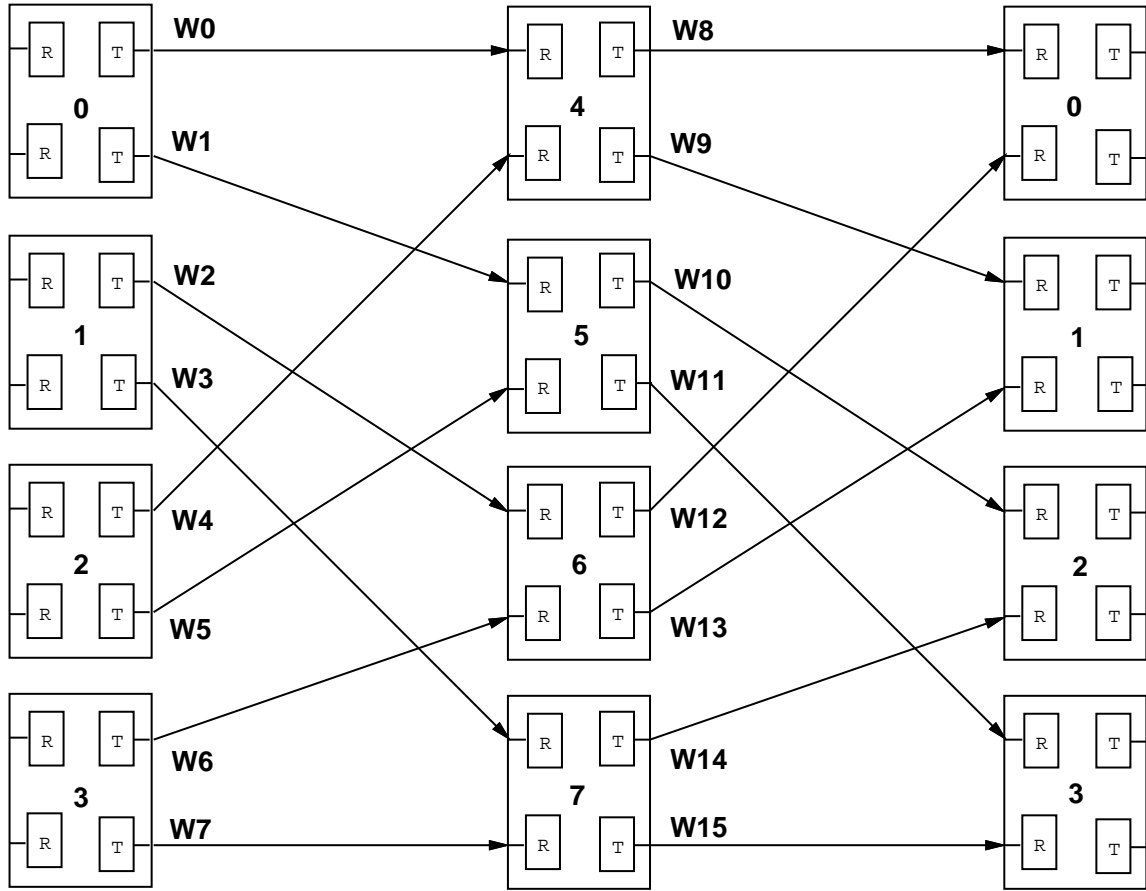 R T W0 R T W8 R T
0 4 0
R T W1 R T W9 R T
R T W2 R T W10 R T
1 5 1
R T W3 R T W11 R T
R T W4 R T W12 R T
2 6 2
R T W5 R T W13 R T
R T W6 R T W14 R T
3 7 3
R T W7 R T W15 R T